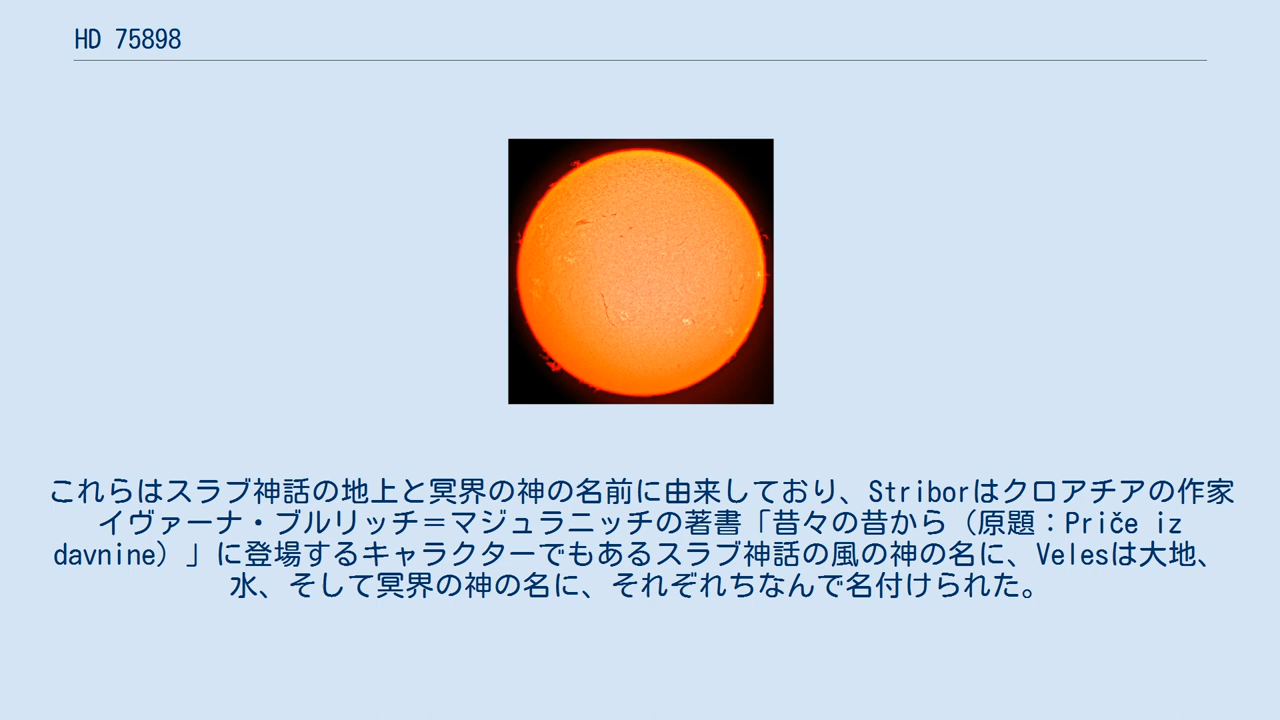 HD 75898
これらはスラブ神話の地上と冥界の神の名前に由来しており、Striborはクロアチアの作家
イヴァーナ・ブルリッチ＝マジュラニッチの著書「昔々の昔から（原題：Priče iz
davnine）」に登場するキャラクターでもあるスラブ神話の風の神の名に、Velesは大地、
水、そして冥界の神の名に、それぞれちなんで名付けられた。